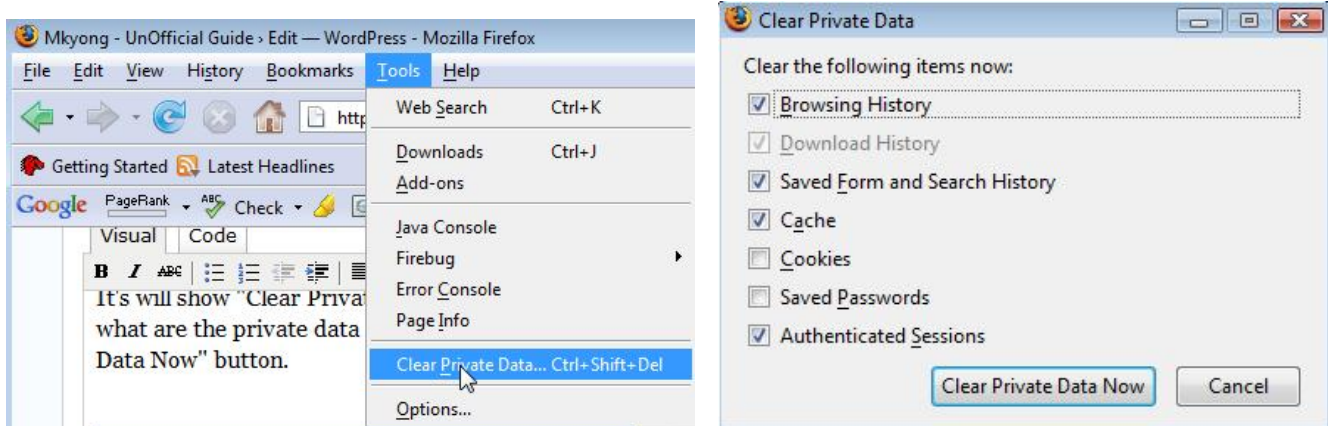 Mkyong - UnOfficial Guide › Edit — WordPress - Mozilla Firefox
File Edit View History Bookmarks Tools Help
http
Getting Started Latest Headlines
Google PageRank ABC Check
Visual Code
B I ABC
It's will show "Clear Privat
what are the private data
Data Now" button.
Web Search Ctrl+K
Downloads Ctrl+J
Add-ons
Java Console
Firebug
Error Console
Page Info
Clear Private Data... Ctrl+Shift+Del
Options...
Clear Private Data
Clear the following items now:
Browsing History
Download History
Saved Form and Search History
Cache
Cookies
Saved Passwords
Authenticated Sessions
Clear Private Data Now Cancel